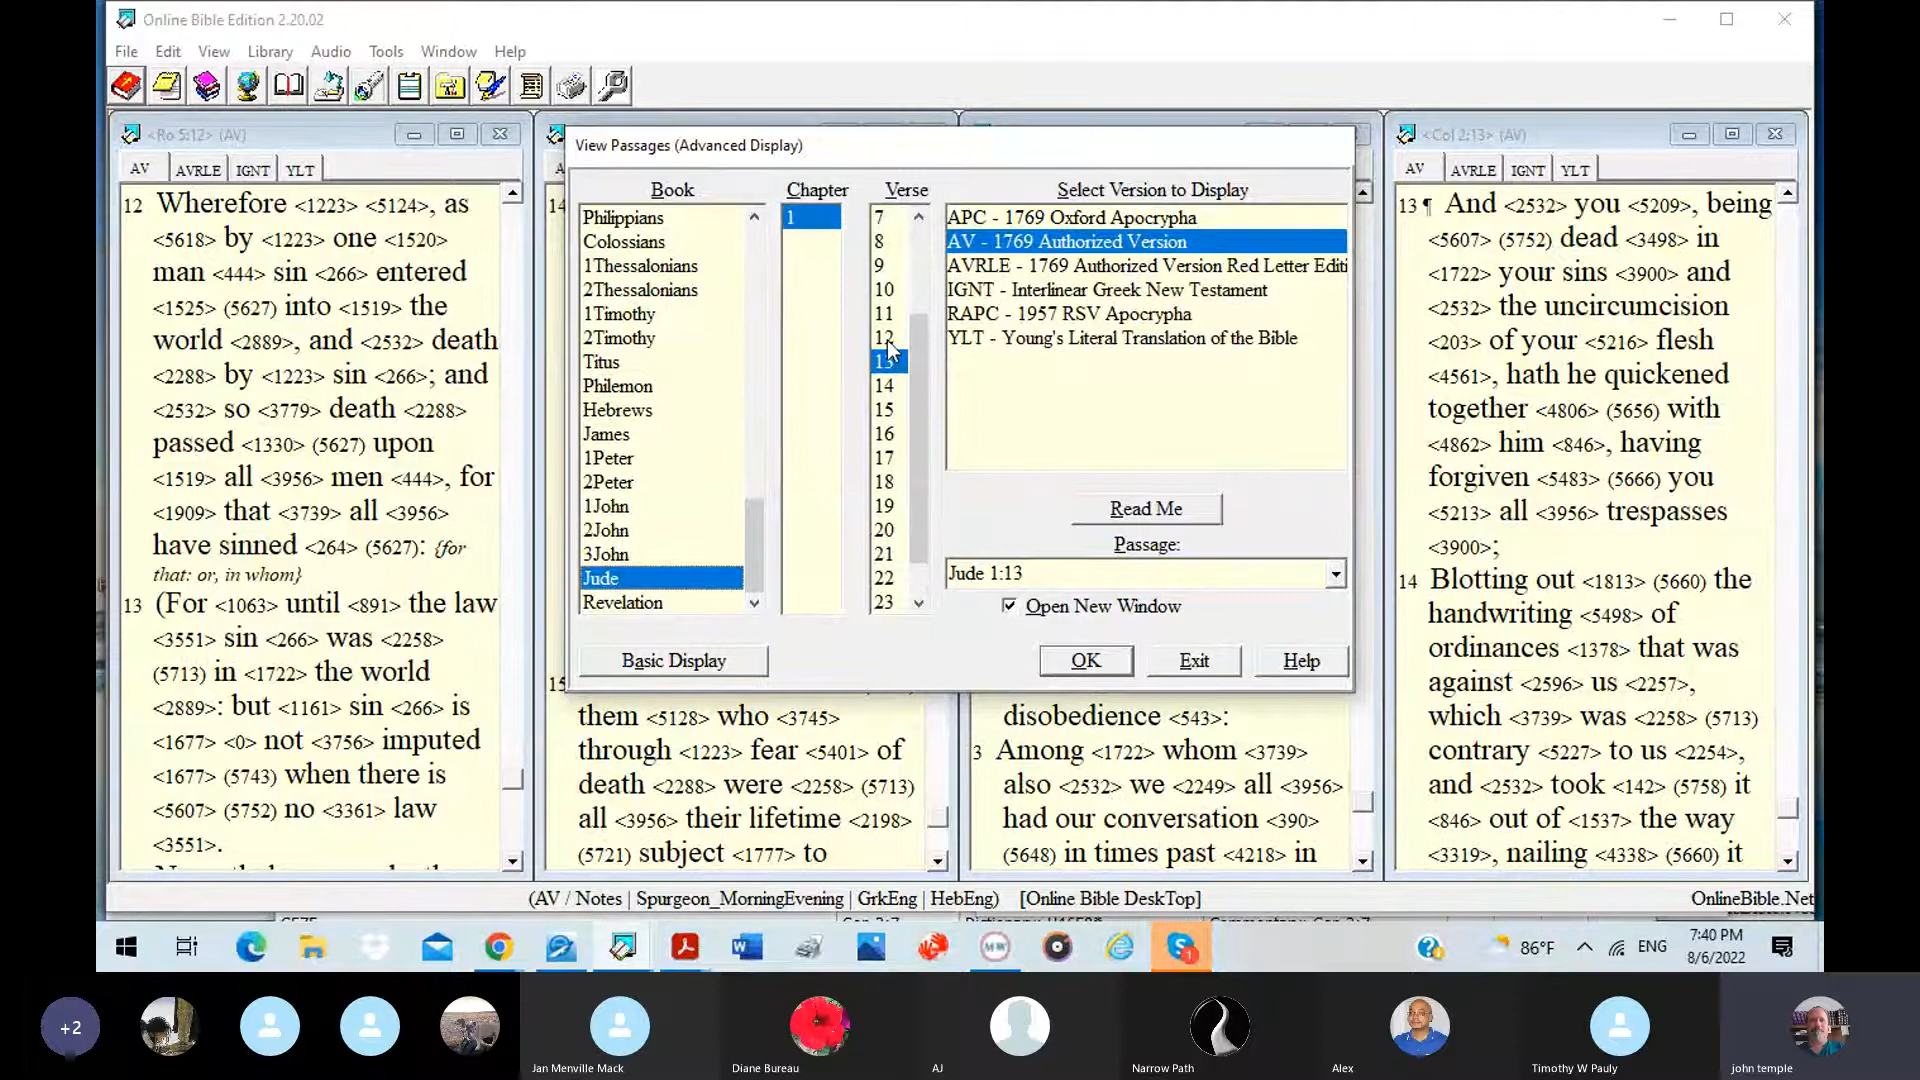 Online Bible Edition 2.20.02
File Edit View Library Audio Tools Window Help
<Ro 5:12> (AV)
AV AVRLE IGNT YLT
12 Wherefore <1223> <5124>, as
<5618> by <1223> one <1520>
man <444> sin <266> entered
<1525> (5627) into <1519> the
world <2889>, and <2532> death
<2288> by <1223> sin <266>; and
<2532> so <3779> death <2288>
passed <1330> (5627) upon
<1519> all <3956> men <444>, for
<1909> that <3739> all <3956>
have sinned <264> (5627): {for
that: or, in whom}
13 (For <1063> until <891> the law
<3551> sin <266> was <2258>
(5713) in <1722> the world
<2889>: but <1161> sin <266> is
<1677> <0> not <3756> imputed
<1677> (5743) when there is
<5607> (5752) no <3361> law
<3551>.
14
15
them <5128> who <3745>
through <1223> fear <5401> of
death <2288> were <2258> (5713)
all <3956> their lifetime <2198>
(5721) subject <1777> to
View Passages (Advanced Display)
Book Chapter Verse Select Version to Display
Philippians
Colossians
1Thessalonians
2Thessalonians
1Timothy
2Timothy
Titus
Philemon
Hebrews
James
1Peter
2Peter
1John
2John
3John
Jude
Revelation
1
7
8
9
10
11
12
13
14
15
16
17
18
19
20
21
22
23
APC - 1769 Oxford Apocrypha
AV - 1769 Authorized Version
AVRLE - 1769 Authorized Version Red Letter Editi
IGNT - Interlinear Greek New Testament
RAPC - 1957 RSV Apocrypha
YLT - Young's Literal Translation of the Bible
Read Me
Passage:
Jude 1:13
Open New Window
Basic Display OK Exit Help
disobedience <543>:
3 Among <1722> whom <3739>
also <2532> we <2249> all <3956>
had our conversation <390>
(5648) in times past <4218> in
<Col 2:13> (AV)
AV AVRLE IGNT YLT
13 ¶ And <2532> you <5209>, being
<5607> (5752) dead <3498> in
<1722> your sins <3900> and
<2532> the uncircumcision
<203> of your <5216> flesh
<4561>, hath he quickened
together <4806> (5656) with
<4862> him <846>, having
forgiven <5483> (5666) you
<5213> all <3956> trespasses
<3900>;
14 Blotting out <1813> (5660) the
handwriting <5498> of
ordinances <1378> that was
against <2596> us <2257>,
which <3739> was <2258> (5713)
contrary <5227> to us <2254>,
and <2532> took <142> (5758) it
<846> out of <1537> the way
<3319>, nailing <4338> (5660) it
(AV / Notes | Spurgeon_MorningEvening | GrkEng | HebEng) [Online Bible DeskTop] OnlineBible.Net
86°F ENG 7:40 PM
8/6/2022
+2
Jan Menville Mack Diane Bureau AJ Narrow Path Alex Timothy W Pauly john temple